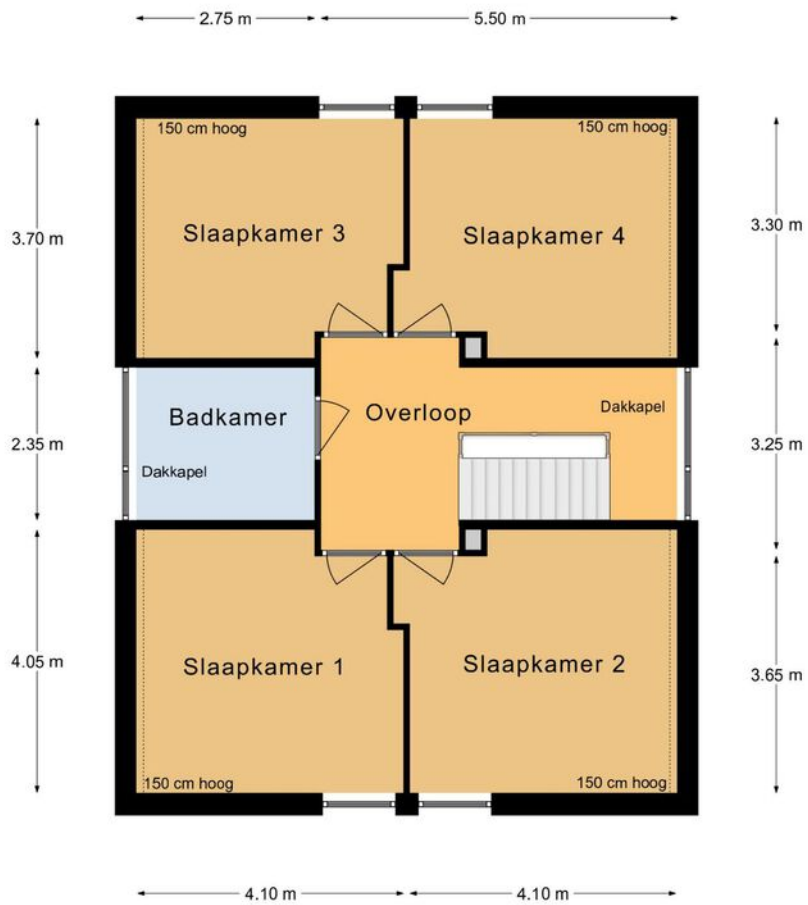 2.75 m
5.50 m
150 cm hoog
150 cm hoog
3.70 m
Slaapkamer 3
Slaapkamer 4
3.30 m
Badkamer
Overloop
Dakkapel
2.35 m
3.25 m
Dakkapel
4.05 m
Slaapkamer 1
Slaapkamer 2
3.65 m
150 cm hoog
150 cm hoog
4.10 m
4.10 m